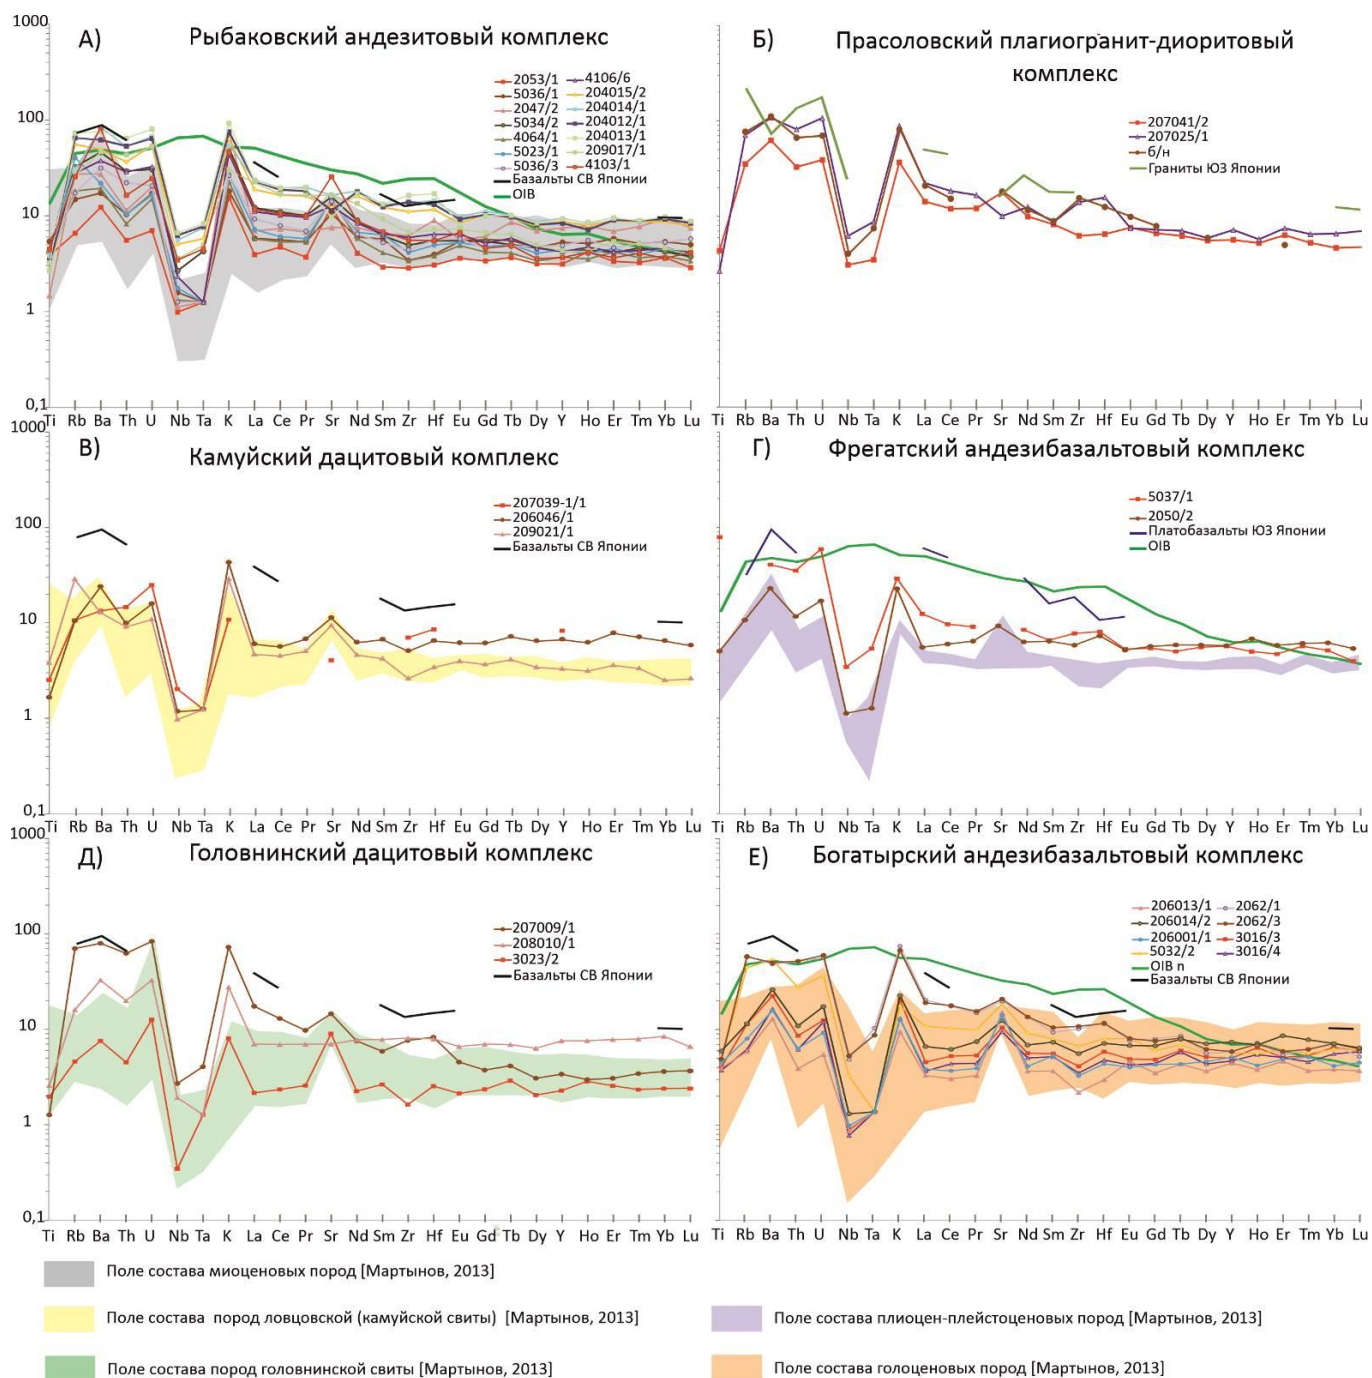 А) Рыбаковский андезитовый комплекс
1000
100
10
1
0,1
2053/1
5036/1
2047/2
5034/2
4064/1
5023/1
5036/3
Базальты СВ Японии
OIB
4106/6
204015/2
204014/1
204012/1
204013/1
209017/1
4103/1
Ti Rb Ba Th U Nb Ta K La Ce Pr Sr Nd Sm Zr Hf Eu Gd Tb Dy Y Ho Er Tm Yb Lu
Б) Прасоловский плагиогранит-диоритовый
комплекс
207041/2
207025/1
б/н
Граниты ЮЗ Японии
Ti Rb Ba Th U Nb Ta K La Ce Pr Sr Nd Sm Zr Hf Eu Gd Tb Dy Y Ho Er Tm Yb Lu
В) Камуйский дацитовый комплекс
1000
100
10
1
0,1
207039-1/1
206046/1
209021/1
Базальты СВ Японии
Ti Rb Ba Th U Nb Ta K La Ce Pr Sr Nd Sm Zr Hf Eu Gd Tb Dy Y Ho Er Tm Yb Lu
Г) Фрегатский андезибазальтовый комплекс
5037/1
2050/2
Платобазальты ЮЗ Японии
OIB
Ti Rb Ba Th U Nb Ta K La Ce Pr Sr Nd Sm Zr Hf Eu Gd Tb Dy Y Ho Er Tm Yb Lu
Д) Головнинский дацитовый комплекс
1000
100
10
1
0,1
207009/1
208010/1
3023/2
Базальты СВ Японии
Ti Rb Ba Th U Nb Ta K La Ce Pr Sr Nd Sm Zr Hf Eu Gd Tb Dy Y Ho Er Tm Yb Lu
Е) Богатырский андезибазальтовый комплекс
206013/1
206014/2
206001/1
5032/2
OIB n
Базальты СВ Японии
2062/1
2062/3
3016/3
3016/4
Ti Rb Ba Th U Nb Ta K La Ce Pr Sr Nd Sm Zr Hf Eu Gd Tb Dy Y Ho Er Tm Yb Lu
Поле состава миоценовых пород [Мартынов, 2013]
Поле состава пород ловцовской (камуйской свиты) [Мартынов, 2013]
Поле состава плиоцен-плейстоценовых пород [Мартынов, 2013]
Поле состава пород головнинской свиты [Мартынов, 2013]
Поле состава голоценовых пород [Мартынов, 2013]